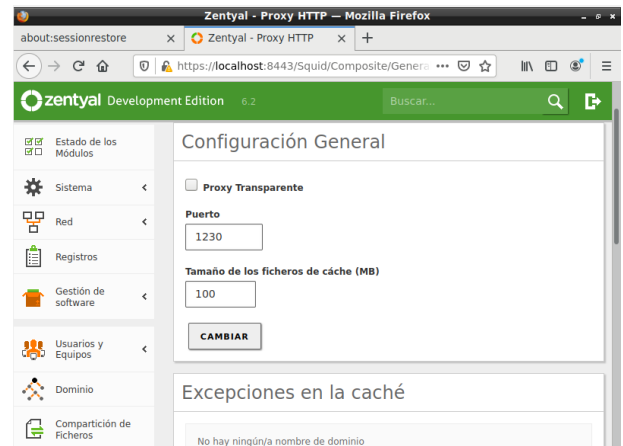 Zentyal - Proxy HTTP — Mozilla Firefox
about:sessionrestore
Zentyal - Proxy HTTP
https://localhost:8443/Squid/Composite/Genera
zentyal Development Edition 6.2
Buscar...
Estado de los
Módulos
Sistema
Red
Registros
Gestión de
software
Usuarios y
Equipos
Dominio
Compartición de
Ficheros
Configuración General
Proxy Transparente
Puerto
1230
Tamaño de los ficheros de cáche (MB)
100
CAMBIAR
Excepciones en la caché
No hay ningún/a nombre de dominio